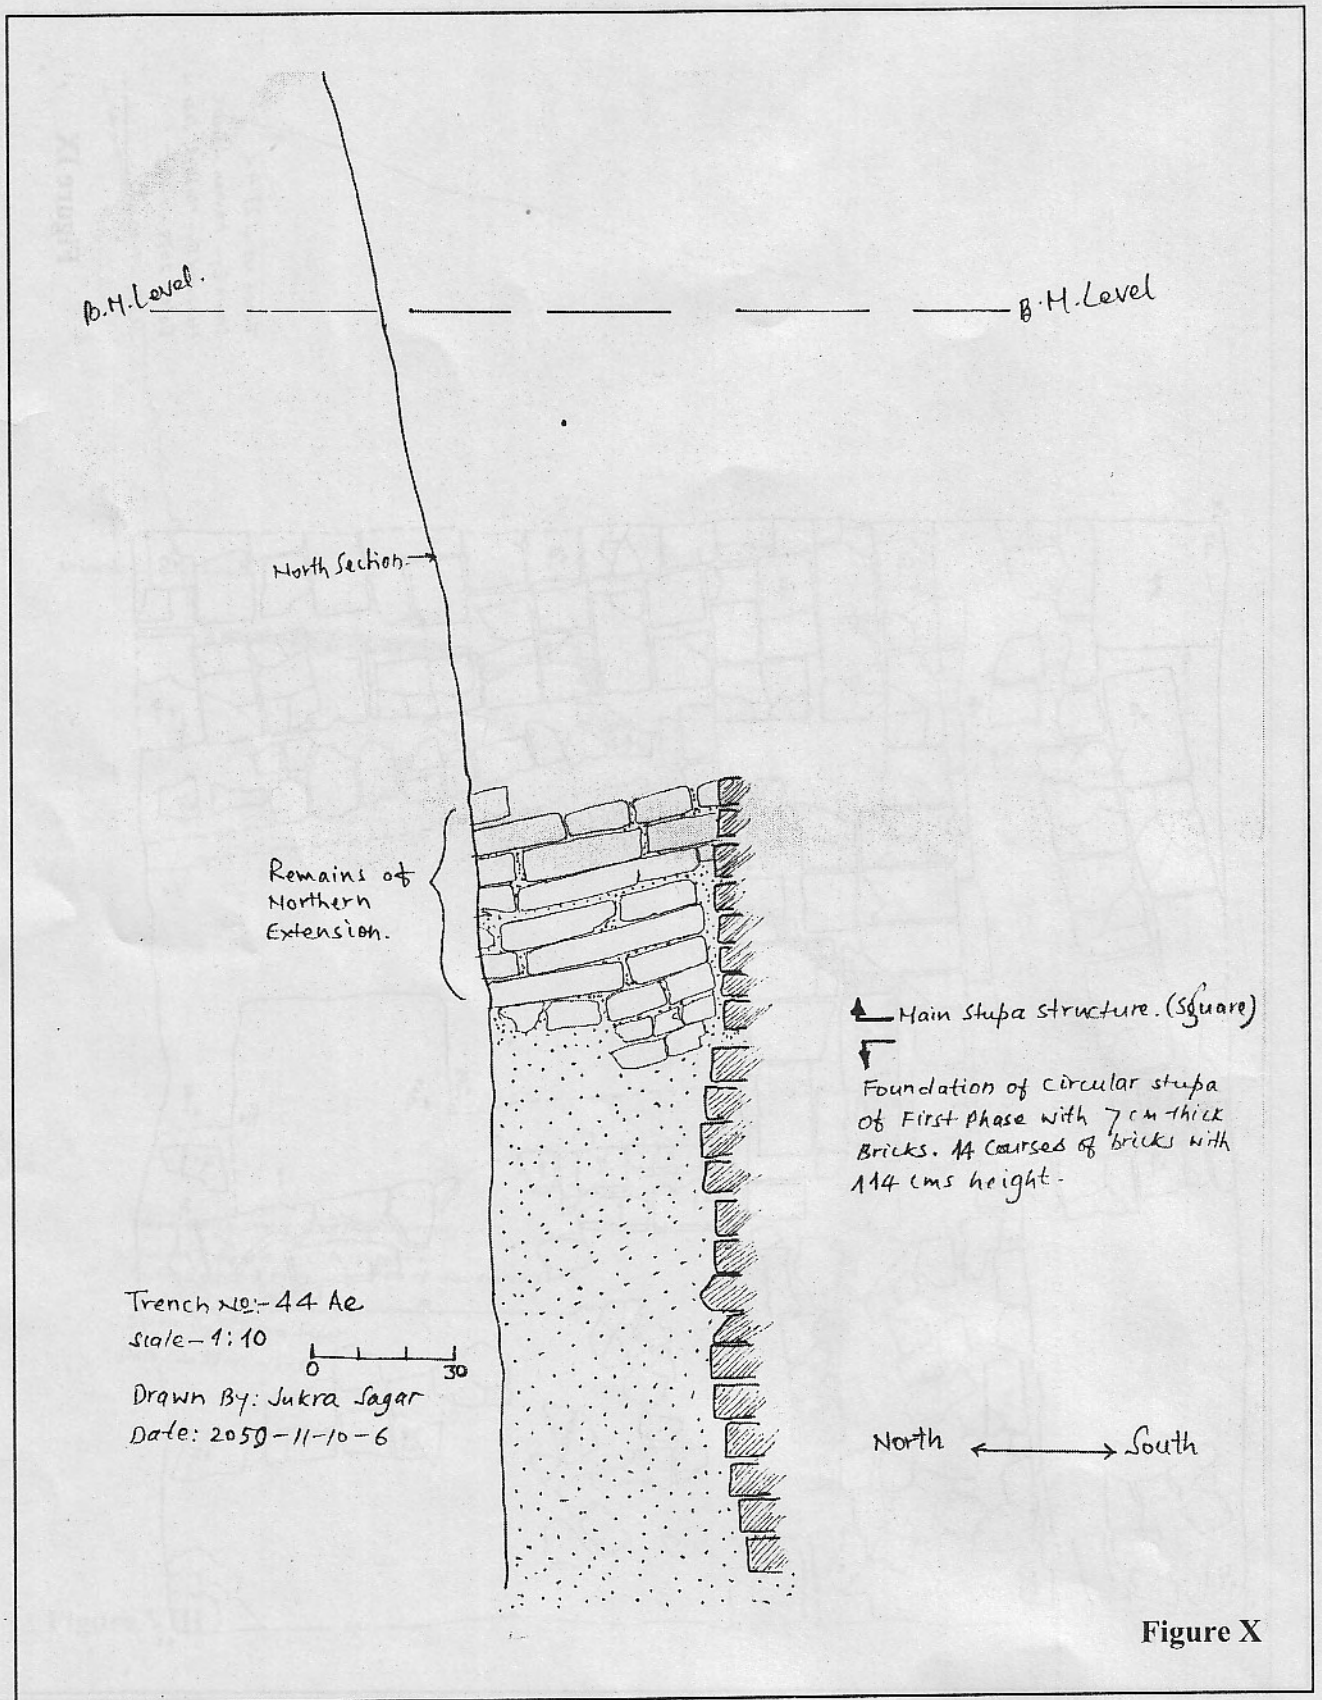 B.M.Level.
B.M.Level
North Section
Remains of
Northern
Extension.
Main stupa structure. (Square)
Foundation of Circular stupa
of First Phase with 7 cm thick
Bricks. 14 Courses of bricks with
114 cms height.
Trench No:- 44 Ae
Scale - 1:10
0 30
Drawn By: Sukra Sagar
Date: 2059-11-10-6
North South
Figure X